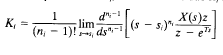 $$K_i = \frac{1}{(n_i - 1)!} \lim_{s \to s_i} \frac{d^{n_i - 1}}{ds^{n_i - 1}} \left[ (s - s_i)^{n_i} \frac{X(s)z}{z - e^{Ts}} \right]$$